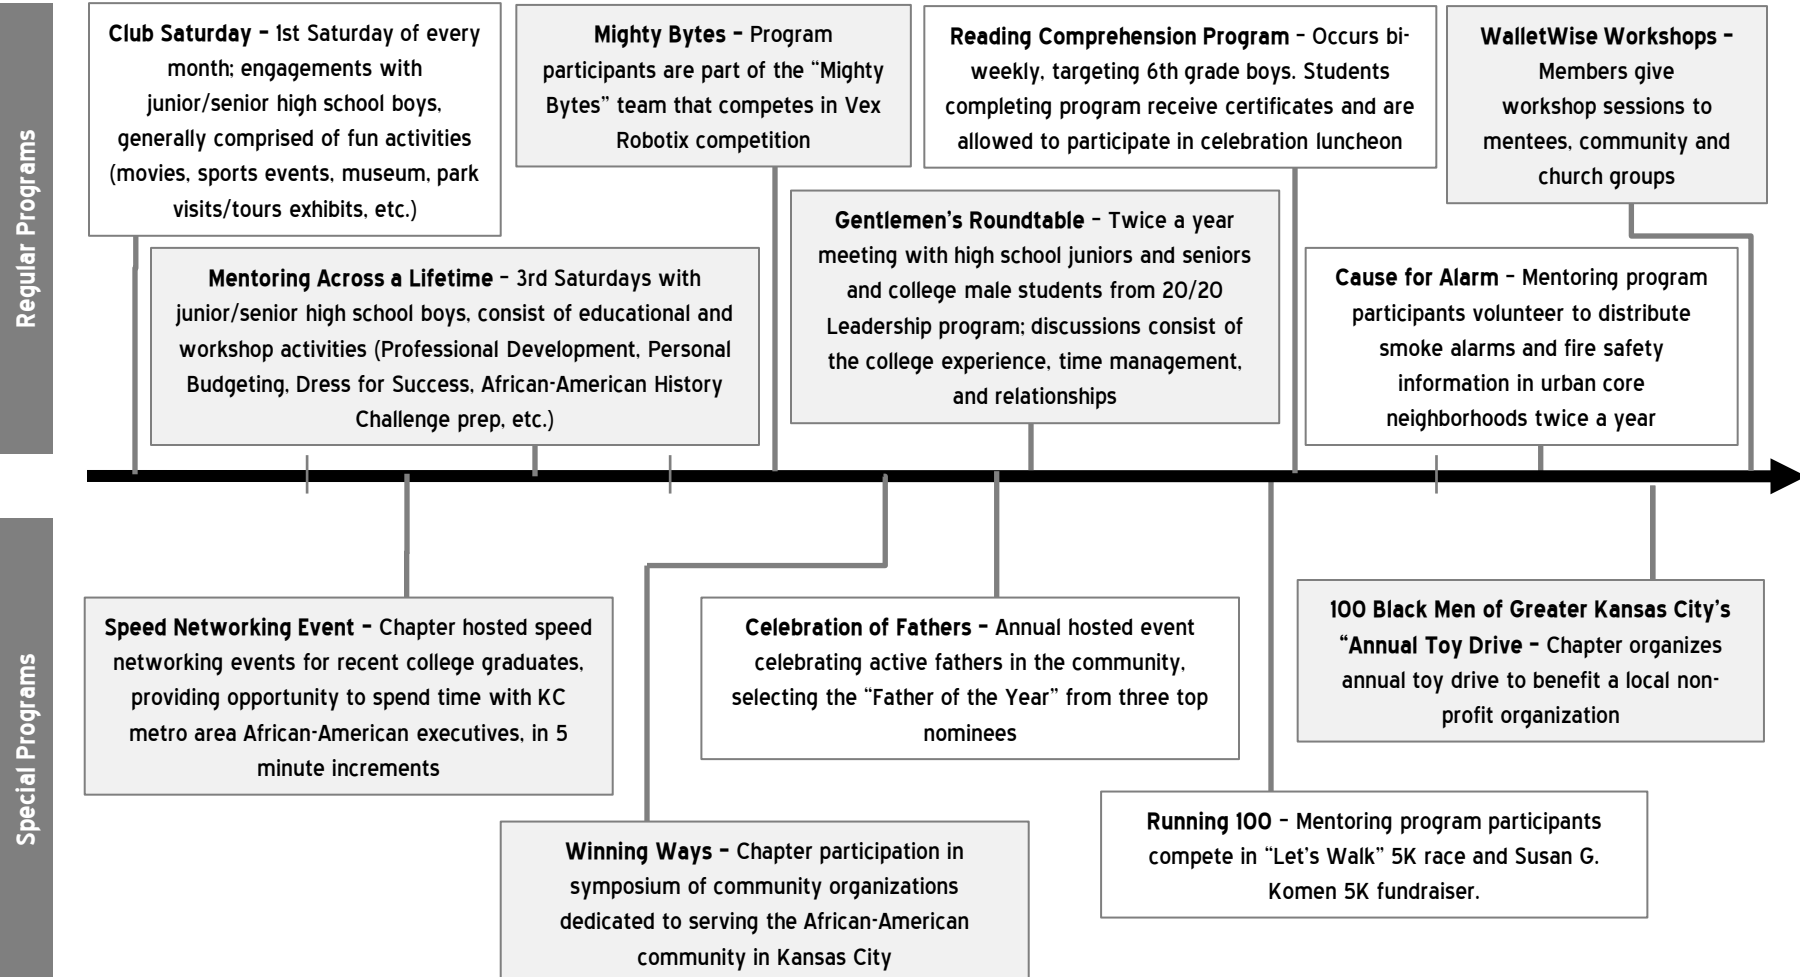 Regular Programs
Club Saturday – 1st Saturday of every
month; engagements with
junior/senior high school boys,
generally comprised of fun activities
(movies, sports events, museum, park
visits/tours exhibits, etc.)
Mighty Bytes – Program
participants are part of the “Mighty
Bytes” team that competes in Vex
Robotix competition
Reading Comprehension Program – Occurs bi-
weekly, targeting 6th grade boys. Students
completing program receive certificates and are
allowed to participate in celebration luncheon
WalletWise Workshops –
Members give
workshop sessions to
mentees, community and
church groups
Mentoring Across a Lifetime – 3rd Saturdays with
junior/senior high school boys, consist of educational and
workshop activities (Professional Development, Personal
Budgeting, Dress for Success, African-American History
Challenge prep, etc.)
Gentlemen’s Roundtable – Twice a year
meeting with high school juniors and seniors
and college male students from 20/20
Leadership program; discussions consist of
the college experience, time management,
and relationships
Cause for Alarm – Mentoring program
participants volunteer to distribute
smoke alarms and fire safety
information in urban core
neighborhoods twice a year
Special Programs
Speed Networking Event – Chapter hosted speed
networking events for recent college graduates,
providing opportunity to spend time with KC
metro area African-American executives, in 5
minute increments
Celebration of Fathers – Annual hosted event
celebrating active fathers in the community,
selecting the “Father of the Year” from three top
nominees
100 Black Men of Greater Kansas City’s
“Annual Toy Drive – Chapter organizes
annual toy drive to benefit a local non-
profit organization
Winning Ways – Chapter participation in
symposium of community organizations
dedicated to serving the African-American
community in Kansas City
Running 100 – Mentoring program participants
compete in “Let’s Walk” 5K race and Susan G.
Komen 5K fundraiser.